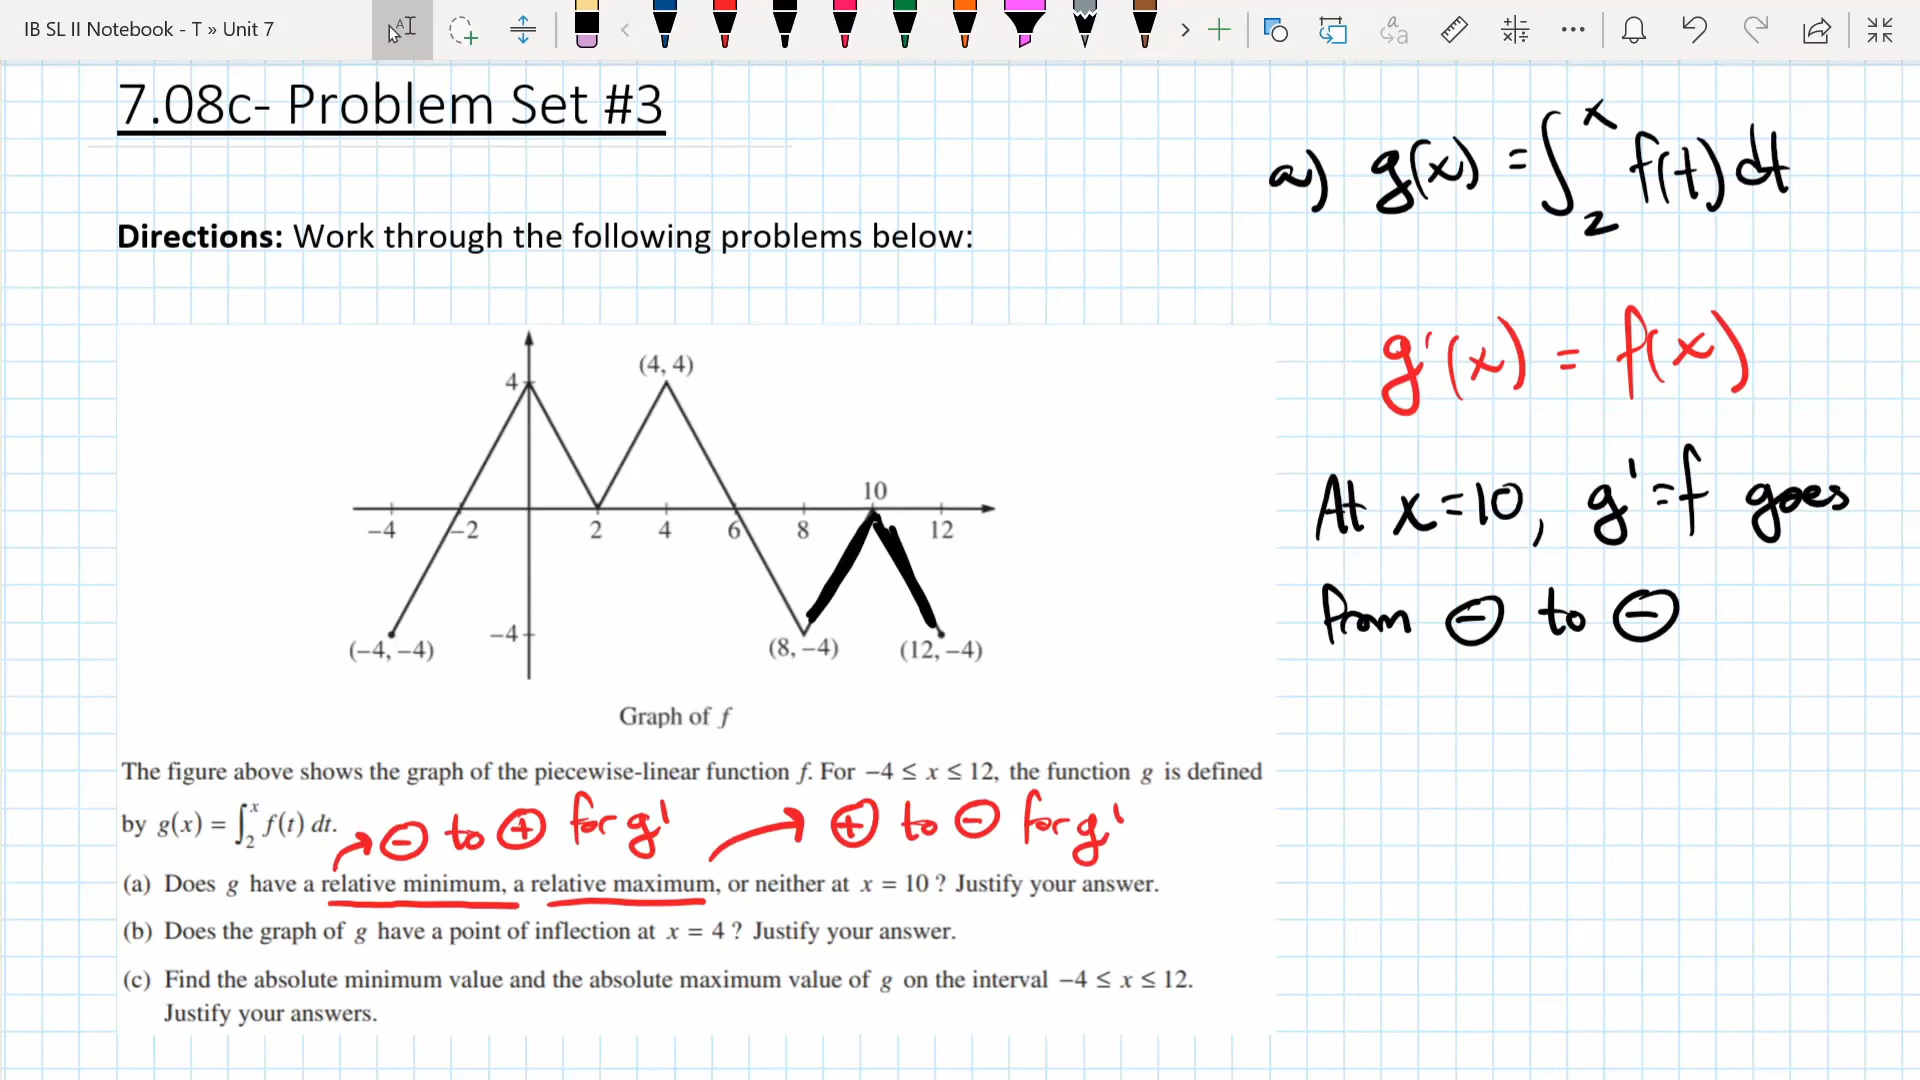 IB SL II Notebook - T » Unit 7
7.08c- Problem Set #3
Directions: Work through the following problems below:
(4, 4)
4
10
−4
−2
2
4
6
8
12
−4
(−4, −4)
(8, −4)
(12, −4)
Graph of f
The figure above shows the graph of the piecewise-linear function f. For −4 ≤ x ≤ 12, the function g is defined
by g(x) = ∫₂ˣ f(t) dt.
⊖ to ⊕ for g'
⊕ to ⊖ for g'
(a) Does g have a relative minimum, a relative maximum, or neither at x = 10 ? Justify your answer.
(b) Does the graph of g have a point of inflection at x = 4 ? Justify your answer.
(c) Find the absolute minimum value and the absolute maximum value of g on the interval −4 ≤ x ≤ 12.
Justify your answers.
a) g(x) = ∫₂ˣ f(t) dt
g'(x) = f(x)
At x=10, g'=f goes
from ⊖ to ⊖